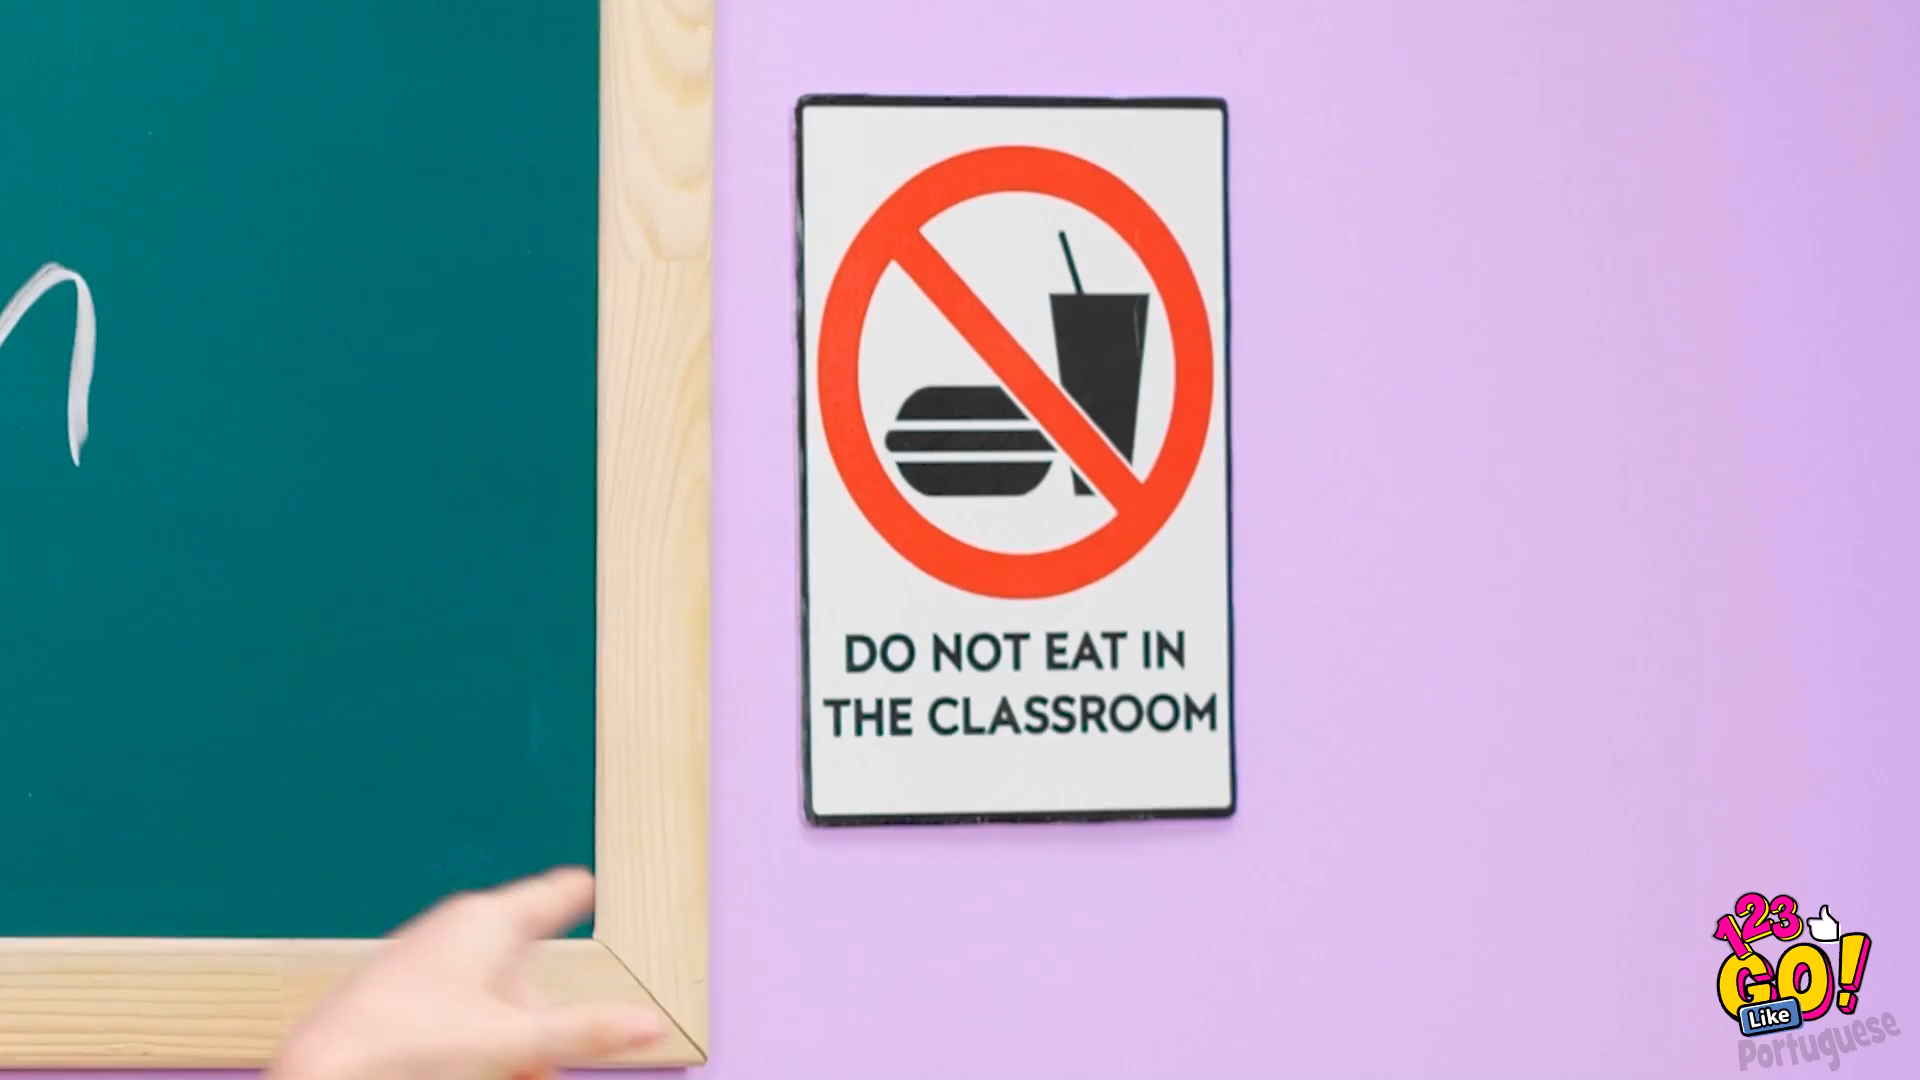 DO NOT EAT IN
THE CLASSROOM
123
GO!
Like
Portuguese